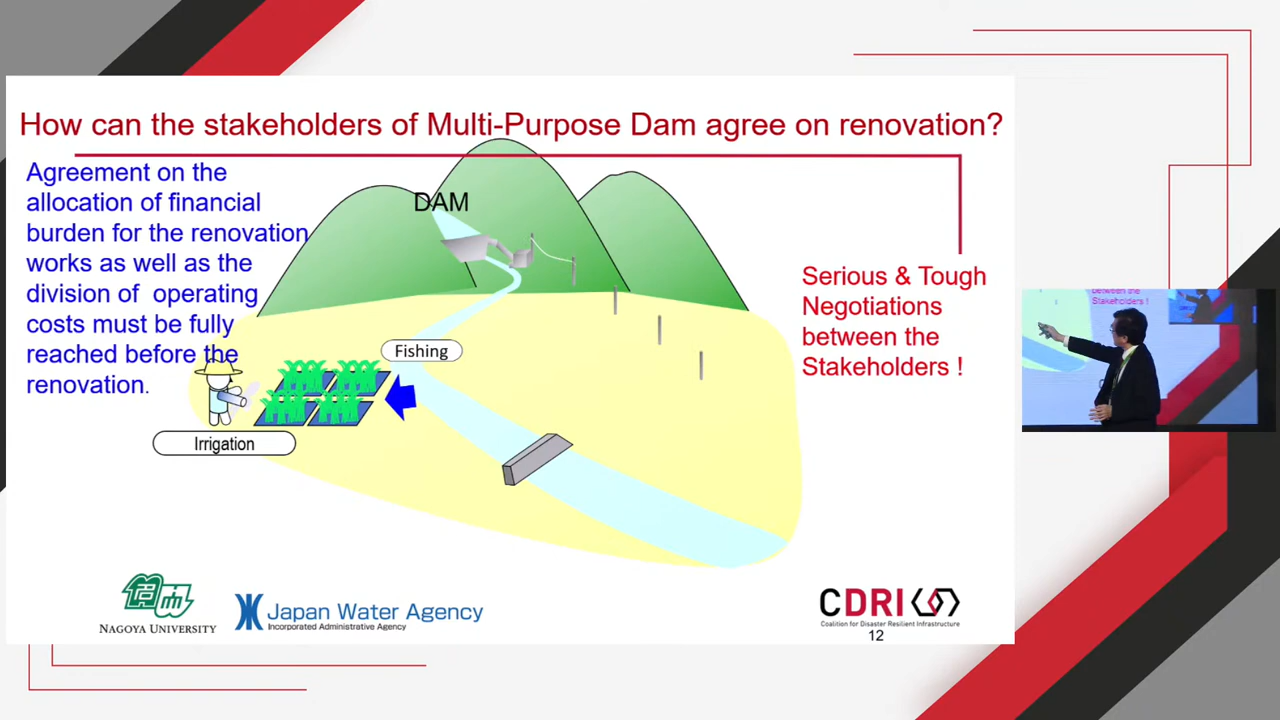 How can the stakeholders of Multi-Purpose Dam agree on renovation?
Agreement on the
allocation of financial
burden for the renovation
works as well as the
division of operating
costs must be fully
reached before the
renovation.
DAM
Fishing
Irrigation
Serious & Tough
Negotiations
between the
Stakeholders !
between the
Stakeholders !
NAGOYA UNIVERSITY
Japan Water Agency
Incorporated Administrative Agency
CDRI
Coalition for Disaster Resilient Infrastructure
12